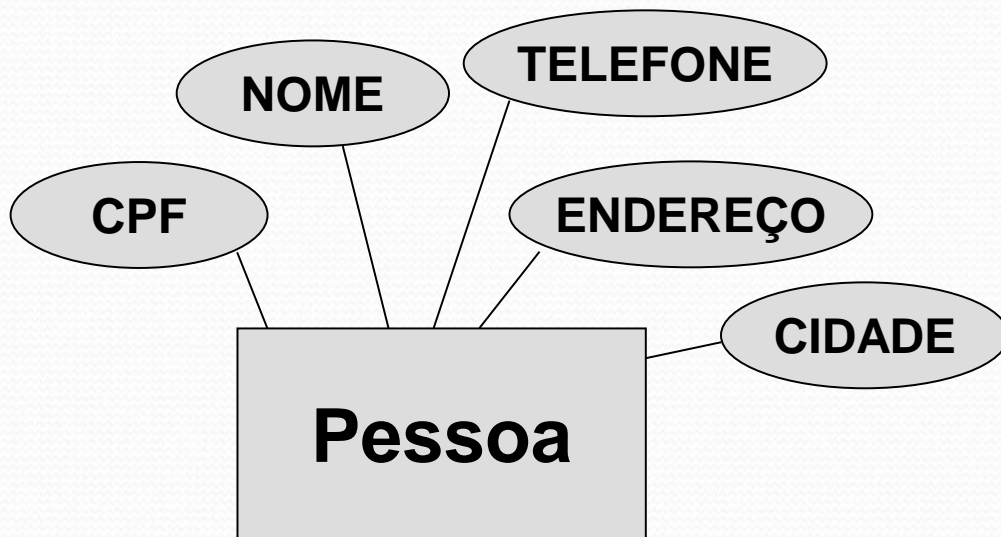 TELEFONE
NOME
CPF
ENDEREÇO
CIDADE
Pessoa